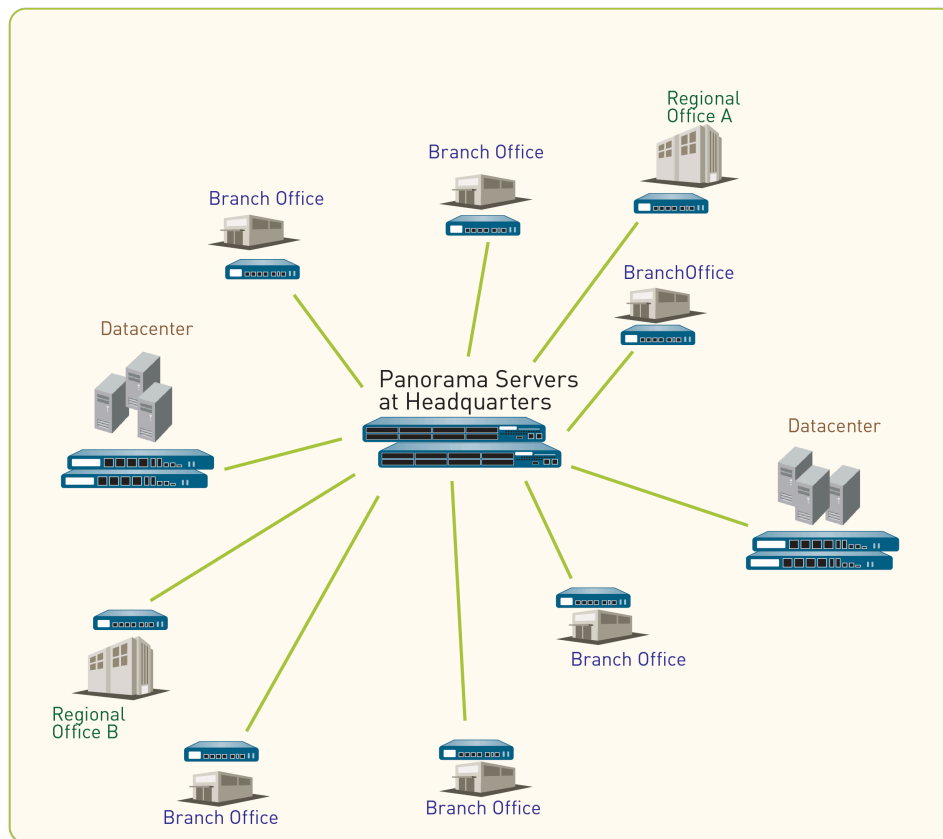 Regional
Office A
Branch Office
Branch Office
BranchOffice
Datacenter
Panorama Servers
at Headquarters
Datacenter
Branch Office
Regional
Office B
Branch Office
Branch Office